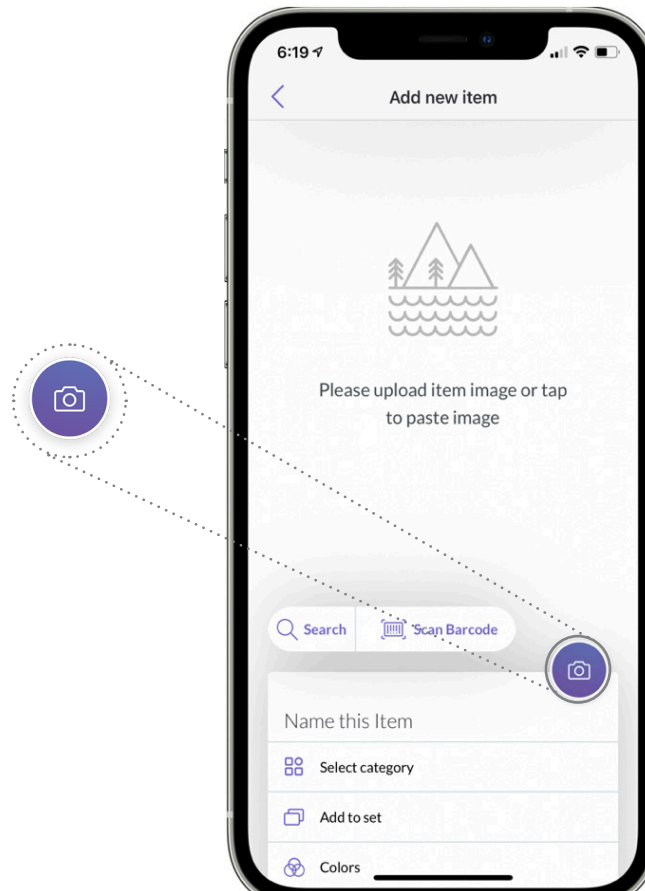 6:19
Add new item
Please upload item image or tap
to paste image
Search
Scan Barcode
Name this Item
Select category
Add to set
Colors